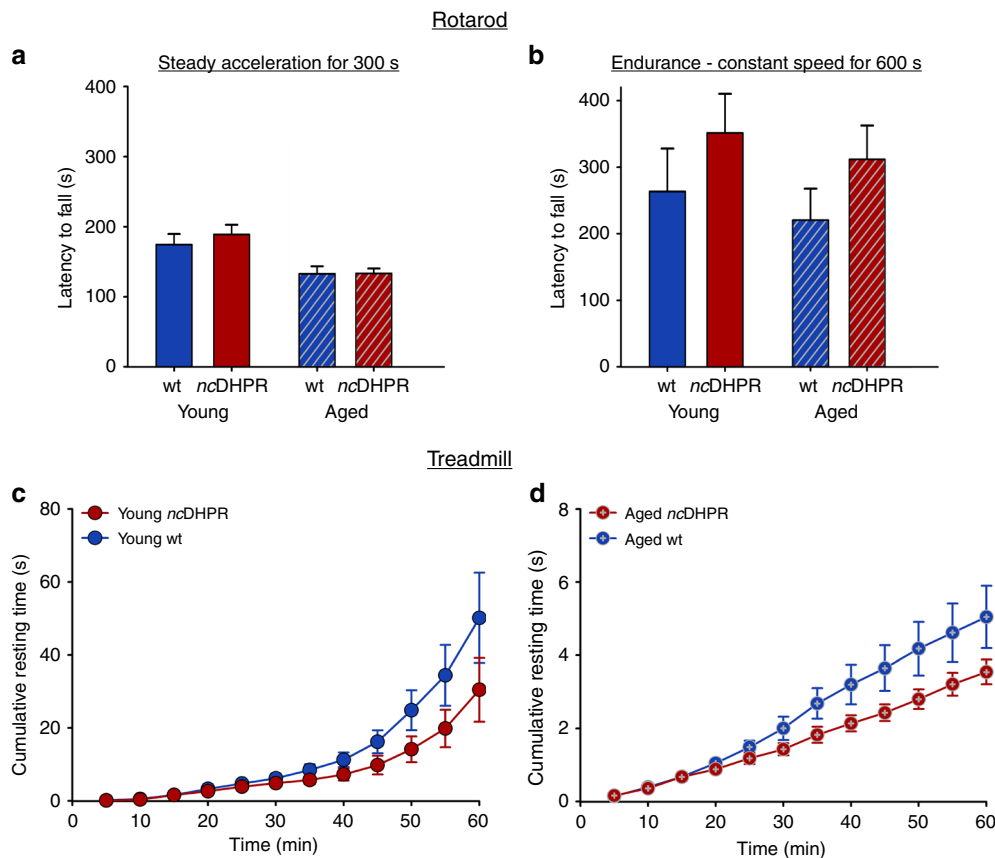 Rotarod
a
Steady acceleration for 300 s
400
300
200
100
0
Latency to fall (s)
wt
ncDHPR
wt
ncDHPR
Young
Aged
b
Endurance - constant speed for 600 s
400
300
200
100
0
Latency to fall (s)
wt
ncDHPR
wt
ncDHPR
Young
Aged
Treadmill
c
80
60
40
20
0
Cumulative resting time (s)
Young ncDHPR
Young wt
0
10
20
30
40
50
60
Time (min)
d
8
6
4
2
0
Cumulative resting time (s)
Aged ncDHPR
Aged wt
0
10
20
30
40
50
60
Time (min)